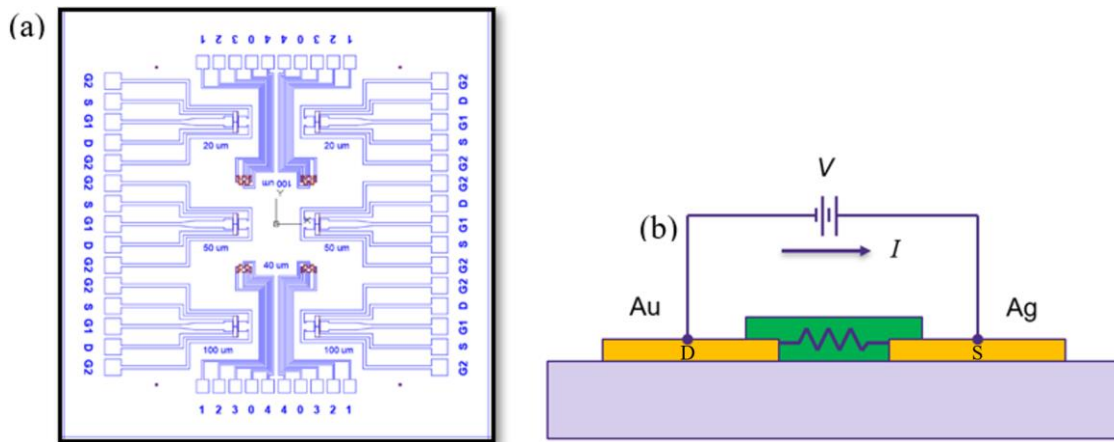 (a)
1 2 3 0 4 4 0 3 2 1
G2 G2
S D
G1 G1
D S
20 um 20 um
G2 G2
G2 100 um G2
Y
S D
G1 X G1
D S
50 um 50 um
G2 40 um G2
G2 G2
S D
G1 G1
D S
100 um 100 um
G2 G2
1 2 3 0 4 4 0 3 2 1
(b)
V
I
Au Ag
D S